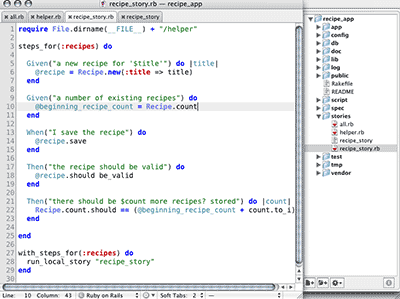 recipe_story.rb — recipe_app
all.rb
helper.rb
recipe_story.rb
recipe_story
1 require File.dirname(__FILE__) + "/helper"
2
3 steps_for(:recipes) do
4
5 Given("a new recipe for '$title'") do |title|
6 @recipe = Recipe.new(:title => title)
7 end
8
9 Given("a number of existing recipes") do
10 @beginning_recipe_count = Recipe.count
11 end
12
13 When("I save the recipe") do
14 @recipe.save
15 end
16
17 Then("the recipe should be valid") do
18 @recipe.should be_valid
19 end
20
21 Then("there should be $count more recipes? stored") do |count|
22 Recipe.count.should == (@beginning_recipe_count + count.to_i)
23 end
24
25 end
26
27 with_steps_for(:recipes) do
28 run_local_story "recipe_story"
29 end
30
Line: 10 Column: 43 Ruby on Rails Soft Tabs: 2 —
recipe_app
app
config
db
doc
lib
log
public
Rakefile
README
script
spec
stories
all.rb
helper.rb
recipe_story
recipe_story.rb
test
tmp
vendor